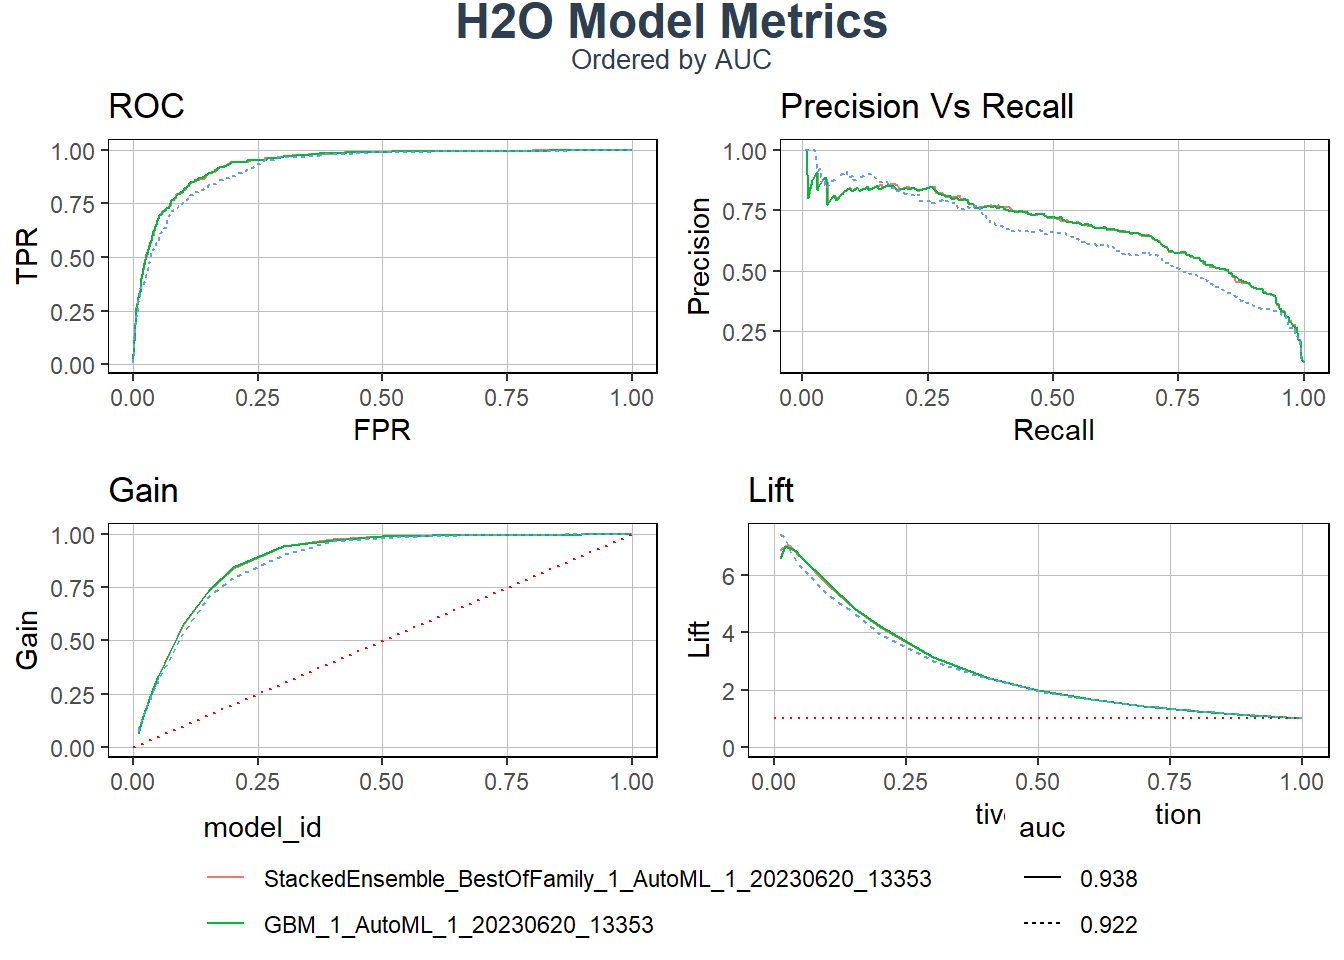 H2O Model Metrics
Ordered by AUC
ROC
Precision Vs Recall
1.00
0.75
0.50
0.25
0.00
TPR
0.00 0.25 0.50 0.75 1.00
FPR
1.00
0.75
0.50
0.25
Precision
0.00 0.25 0.50 0.75 1.00
Recall
Gain
Lift
1.00
0.75
0.50
0.25
0.00
Gain
0.00 0.25 0.50 0.75 1.00
6
4
2
0
Lift
0.00 0.25 0.50 0.75 1.00
tion
model_id
auc
StackedEnsemble_BestOfFamily_1_AutoML_1_20230620_13353
0.938
GBM_1_AutoML_1_20230620_13353
0.922